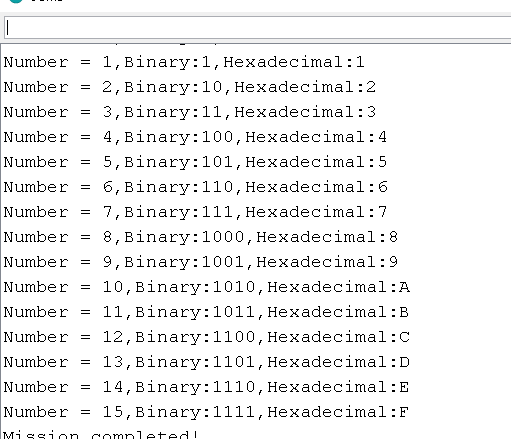 Number = 1,Binary:1,Hexadecimal:1
Number = 2,Binary:10,Hexadecimal:2
Number = 3,Binary:11,Hexadecimal:3
Number = 4,Binary:100,Hexadecimal:4
Number = 5,Binary:101,Hexadecimal:5
Number = 6,Binary:110,Hexadecimal:6
Number = 7,Binary:111,Hexadecimal:7
Number = 8,Binary:1000,Hexadecimal:8
Number = 9,Binary:1001,Hexadecimal:9
Number = 10,Binary:1010,Hexadecimal:A
Number = 11,Binary:1011,Hexadecimal:B
Number = 12,Binary:1100,Hexadecimal:C
Number = 13,Binary:1101,Hexadecimal:D
Number = 14,Binary:1110,Hexadecimal:E
Number = 15,Binary:1111,Hexadecimal:F
Mission completed!